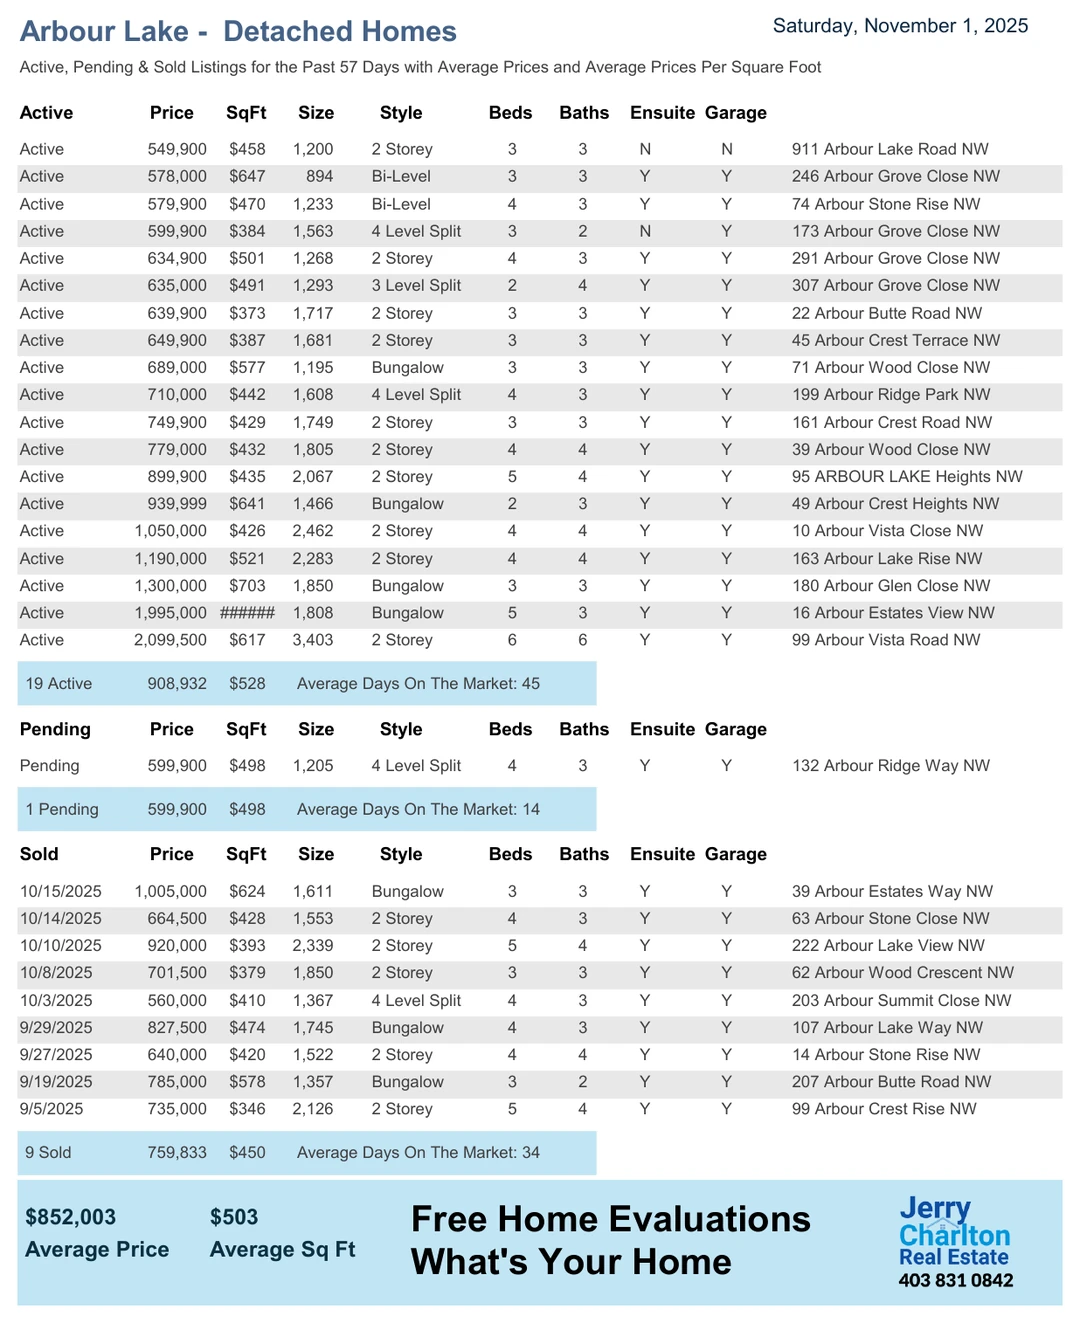 Arbour Lake - Detached Homes
Saturday, November 1, 2025
Active, Pending & Sold Listings for the Past 57 Days with Average Prices and Average Prices Per Square Foot
Active Price SqFt Size Style Beds Baths Ensuite Garage
Active 549,900 $458 1,200 2 Storey 3 3 N N 911 Arbour Lake Road NW
Active 578,000 $647 894 Bi-Level 3 3 Y Y 246 Arbour Grove Close NW
Active 579,900 $470 1,233 Bi-Level 4 3 Y Y 74 Arbour Stone Rise NW
Active 599,900 $384 1,563 4 Level Split 3 2 N Y 173 Arbour Grove Close NW
Active 634,900 $501 1,268 2 Storey 4 3 Y Y 291 Arbour Grove Close NW
Active 635,000 $491 1,293 3 Level Split 2 4 Y Y 307 Arbour Grove Close NW
Active 639,900 $373 1,717 2 Storey 3 3 Y Y 22 Arbour Butte Road NW
Active 649,900 $387 1,681 2 Storey 3 3 Y Y 45 Arbour Crest Terrace NW
Active 689,000 $577 1,195 Bungalow 3 3 Y Y 71 Arbour Wood Close NW
Active 710,000 $442 1,608 4 Level Split 4 3 Y Y 199 Arbour Ridge Park NW
Active 749,900 $429 1,749 2 Storey 3 3 Y Y 161 Arbour Crest Road NW
Active 779,000 $432 1,805 2 Storey 4 4 Y Y 39 Arbour Wood Close NW
Active 899,900 $435 2,067 2 Storey 5 4 Y Y 95 ARBOUR LAKE Heights NW
Active 939,999 $641 1,466 Bungalow 2 3 Y Y 49 Arbour Crest Heights NW
Active 1,050,000 $426 2,462 2 Storey 4 4 Y Y 10 Arbour Vista Close NW
Active 1,190,000 $521 2,283 2 Storey 4 4 Y Y 163 Arbour Lake Rise NW
Active 1,300,000 $703 1,850 Bungalow 3 3 Y Y 180 Arbour Glen Close NW
Active 1,995,000 ###### 1,808 Bungalow 5 3 Y Y 16 Arbour Estates View NW
Active 2,099,500 $617 3,403 2 Storey 6 6 Y Y 99 Arbour Vista Road NW
19 Active 908,932 $528 Average Days On The Market: 45
Pending Price SqFt Size Style Beds Baths Ensuite Garage
Pending 599,900 $498 1,205 4 Level Split 4 3 Y Y 132 Arbour Ridge Way NW
1 Pending 599,900 $498 Average Days On The Market: 14
Sold Price SqFt Size Style Beds Baths Ensuite Garage
10/15/2025 1,005,000 $624 1,611 Bungalow 3 3 Y Y 39 Arbour Estates Way NW
10/14/2025 664,500 $428 1,553 2 Storey 4 3 Y Y 63 Arbour Stone Close NW
10/10/2025 920,000 $393 2,339 2 Storey 5 4 Y Y 222 Arbour Lake View NW
10/8/2025 701,500 $379 1,850 2 Storey 3 3 Y Y 62 Arbour Wood Crescent NW
10/3/2025 560,000 $410 1,367 4 Level Split 4 3 Y Y 203 Arbour Summit Close NW
9/29/2025 827,500 $474 1,745 Bungalow 4 3 Y Y 107 Arbour Lake Way NW
9/27/2025 640,000 $420 1,522 2 Storey 4 4 Y Y 14 Arbour Stone Rise NW
9/19/2025 785,000 $578 1,357 Bungalow 3 2 Y Y 207 Arbour Butte Road NW
9/5/2025 735,000 $346 2,126 2 Storey 5 4 Y Y 99 Arbour Crest Rise NW
9 Sold 759,833 $450 Average Days On The Market: 34
$852,003 $503
Average Price Average Sq Ft
Free Home Evaluations
What's Your Home
Jerry
Charlton
Real Estate
403 831 0842